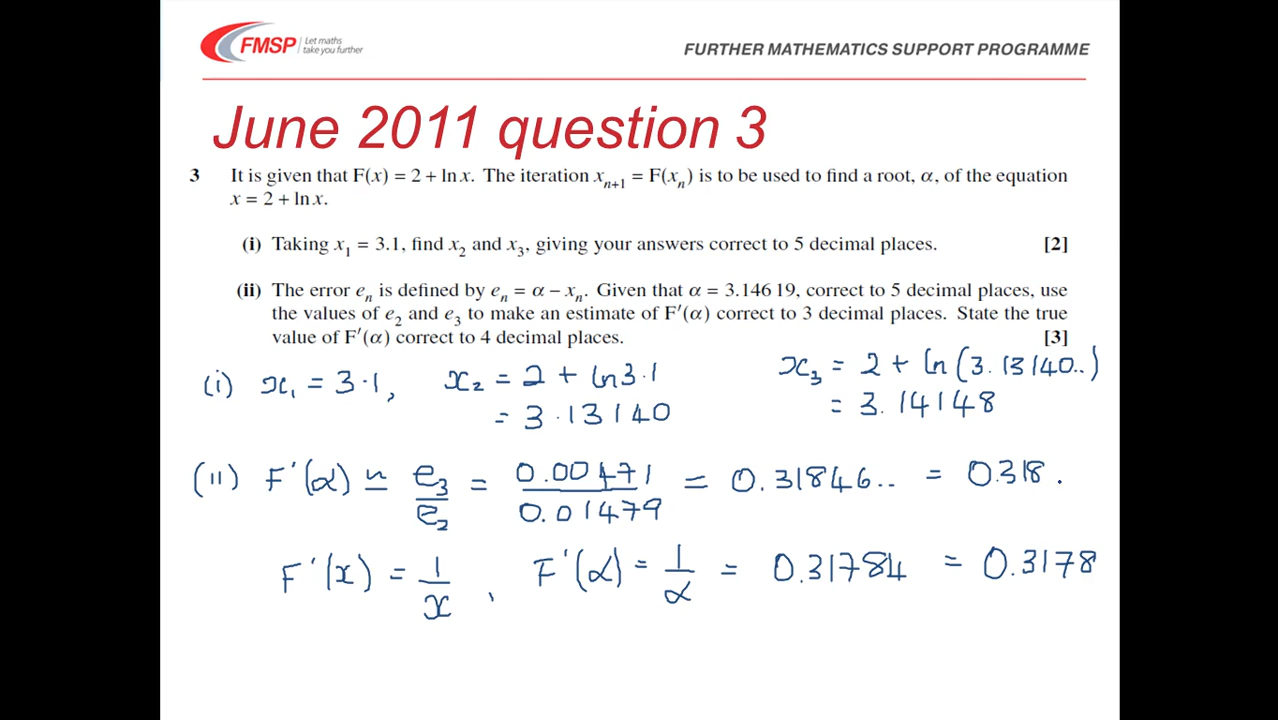 FMSP Let maths take you further
FURTHER MATHEMATICS SUPPORT PROGRAMME
June 2011 question 3
3 It is given that F(x) = 2 + ln x. The iteration xₙ₊₁ = F(xₙ) is to be used to find a root, α, of the equation
x = 2 + ln x.
(i) Taking x₁ = 3.1, find x₂ and x₃, giving your answers correct to 5 decimal places. [2]
(ii) The error eₙ is defined by eₙ = α − xₙ. Given that α = 3.146 19, correct to 5 decimal places, use
the values of e₂ and e₃ to make an estimate of F′(α) correct to 3 decimal places. State the true
value of F′(α) correct to 4 decimal places. [3]
(i) x₁ = 3.1, x₂ = 2 + ln3.1 x₃ = 2 + ln(3.13140..)
= 3.13140 = 3.14148
(ii) F′(α) ≃ e₃/e₂ = 0.00471/0.01479 = 0.31846.. = 0.318.
F′(x) = 1/x, F′(α) = 1/α = 0.31784 = 0.3178